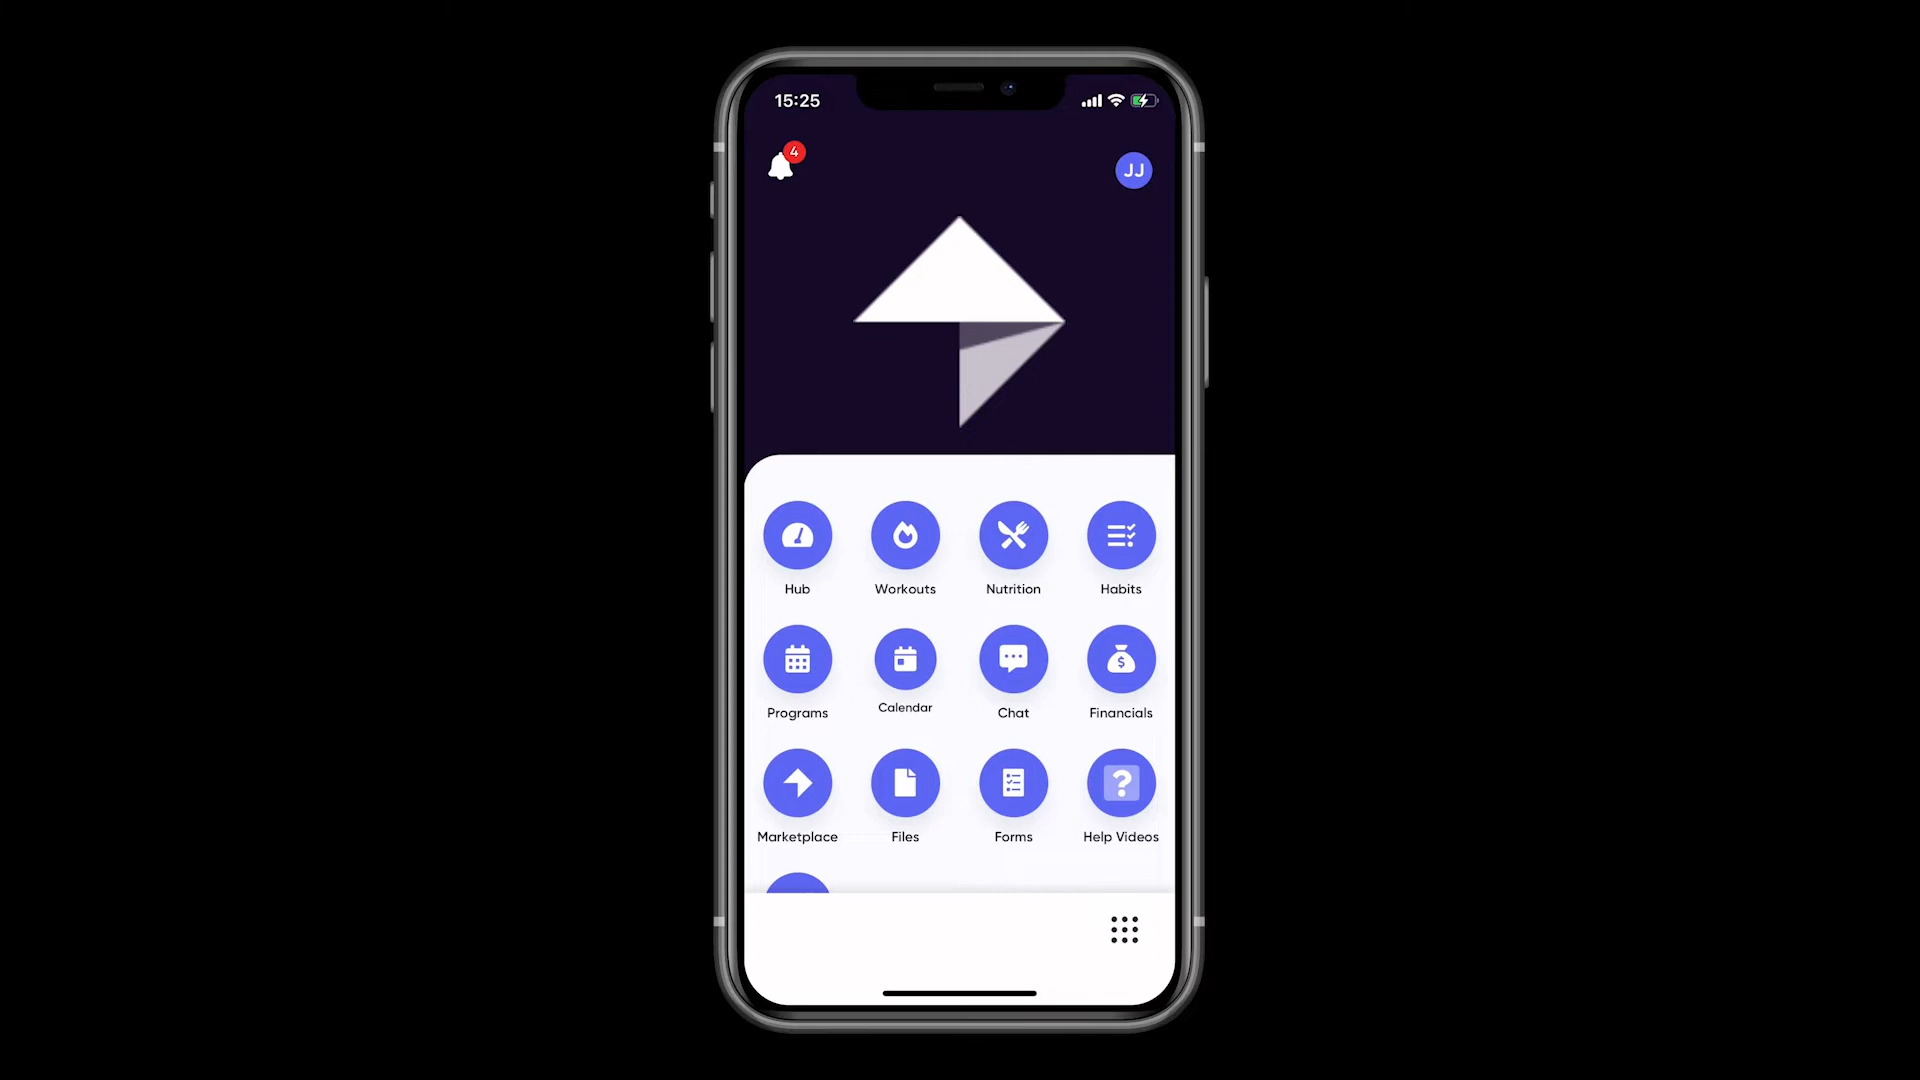 15:25
4
JJ
Hub
Workouts
Nutrition
Habits
Programs
Calendar
Chat
Financials
Marketplace
Files
Forms
Help Videos